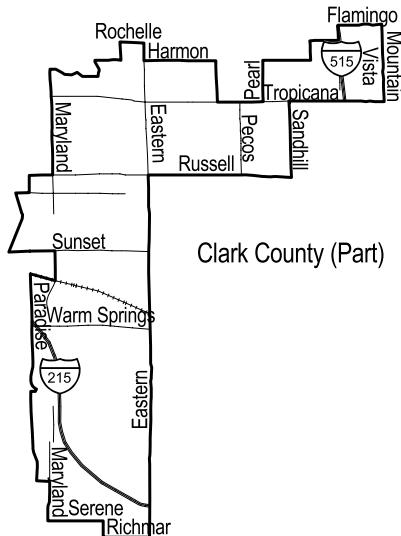 Flamingo
Rochelle
Harmon
Pearl
515
Vista
Mountain
Tropicana
Maryland
Eastern
Pecos
Sandhill
Russell
Sunset
Clark County (Part)
Paradise
Warm Springs
215
Eastern
Maryland
Serene
Richmar